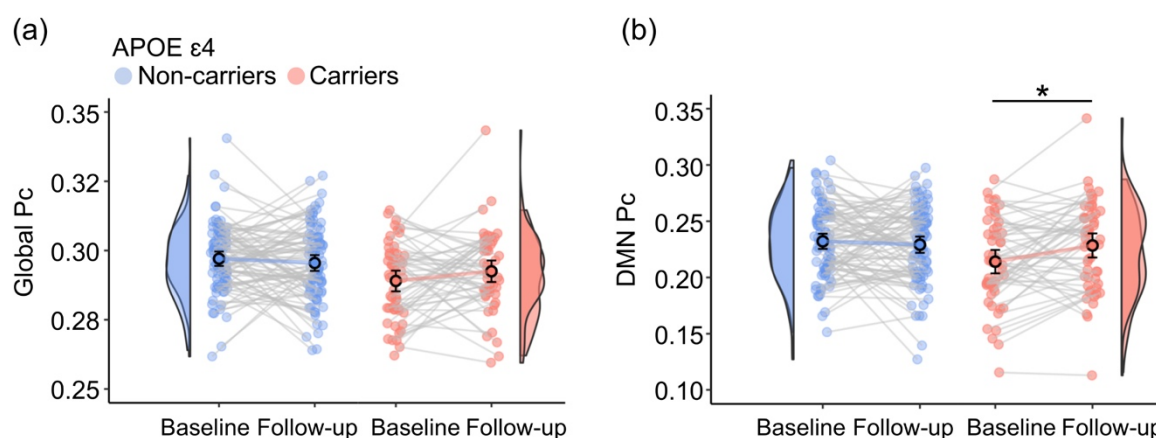 (a)
APOE ε4
Non-carriers Carriers
Global Pc
0.35
0.32
0.30
0.28
0.25
Baseline Follow-up Baseline Follow-up
(b)
*
DMN Pc
0.35
0.30
0.25
0.20
0.15
0.10
Baseline Follow-up Baseline Follow-up